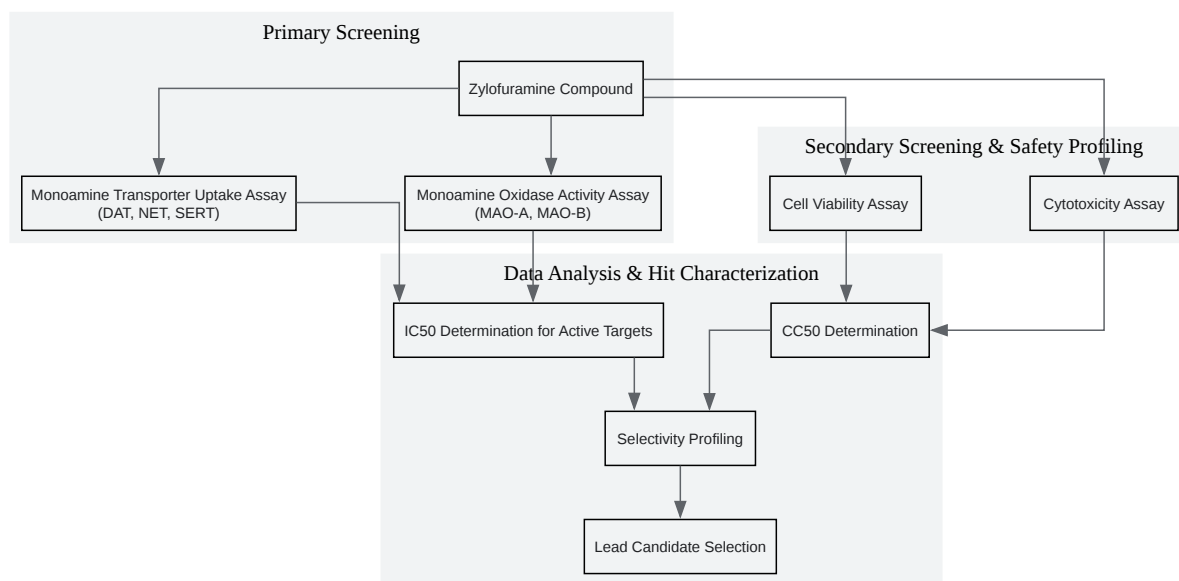 Primary Screening
Zylofuramine Compound
Secondary Screening & Safety Profiling
Monoamine Transporter Uptake Assay
(DAT, NET, SERT)
Monoamine Oxidase Activity Assay
(MAO-A, MAO-B)
Cell Viability Assay
Cytotoxicity Assay
Data Analysis & Hit Characterization
IC50 Determination for Active Targets
CC50 Determination
Selectivity Profiling
Lead Candidate Selection